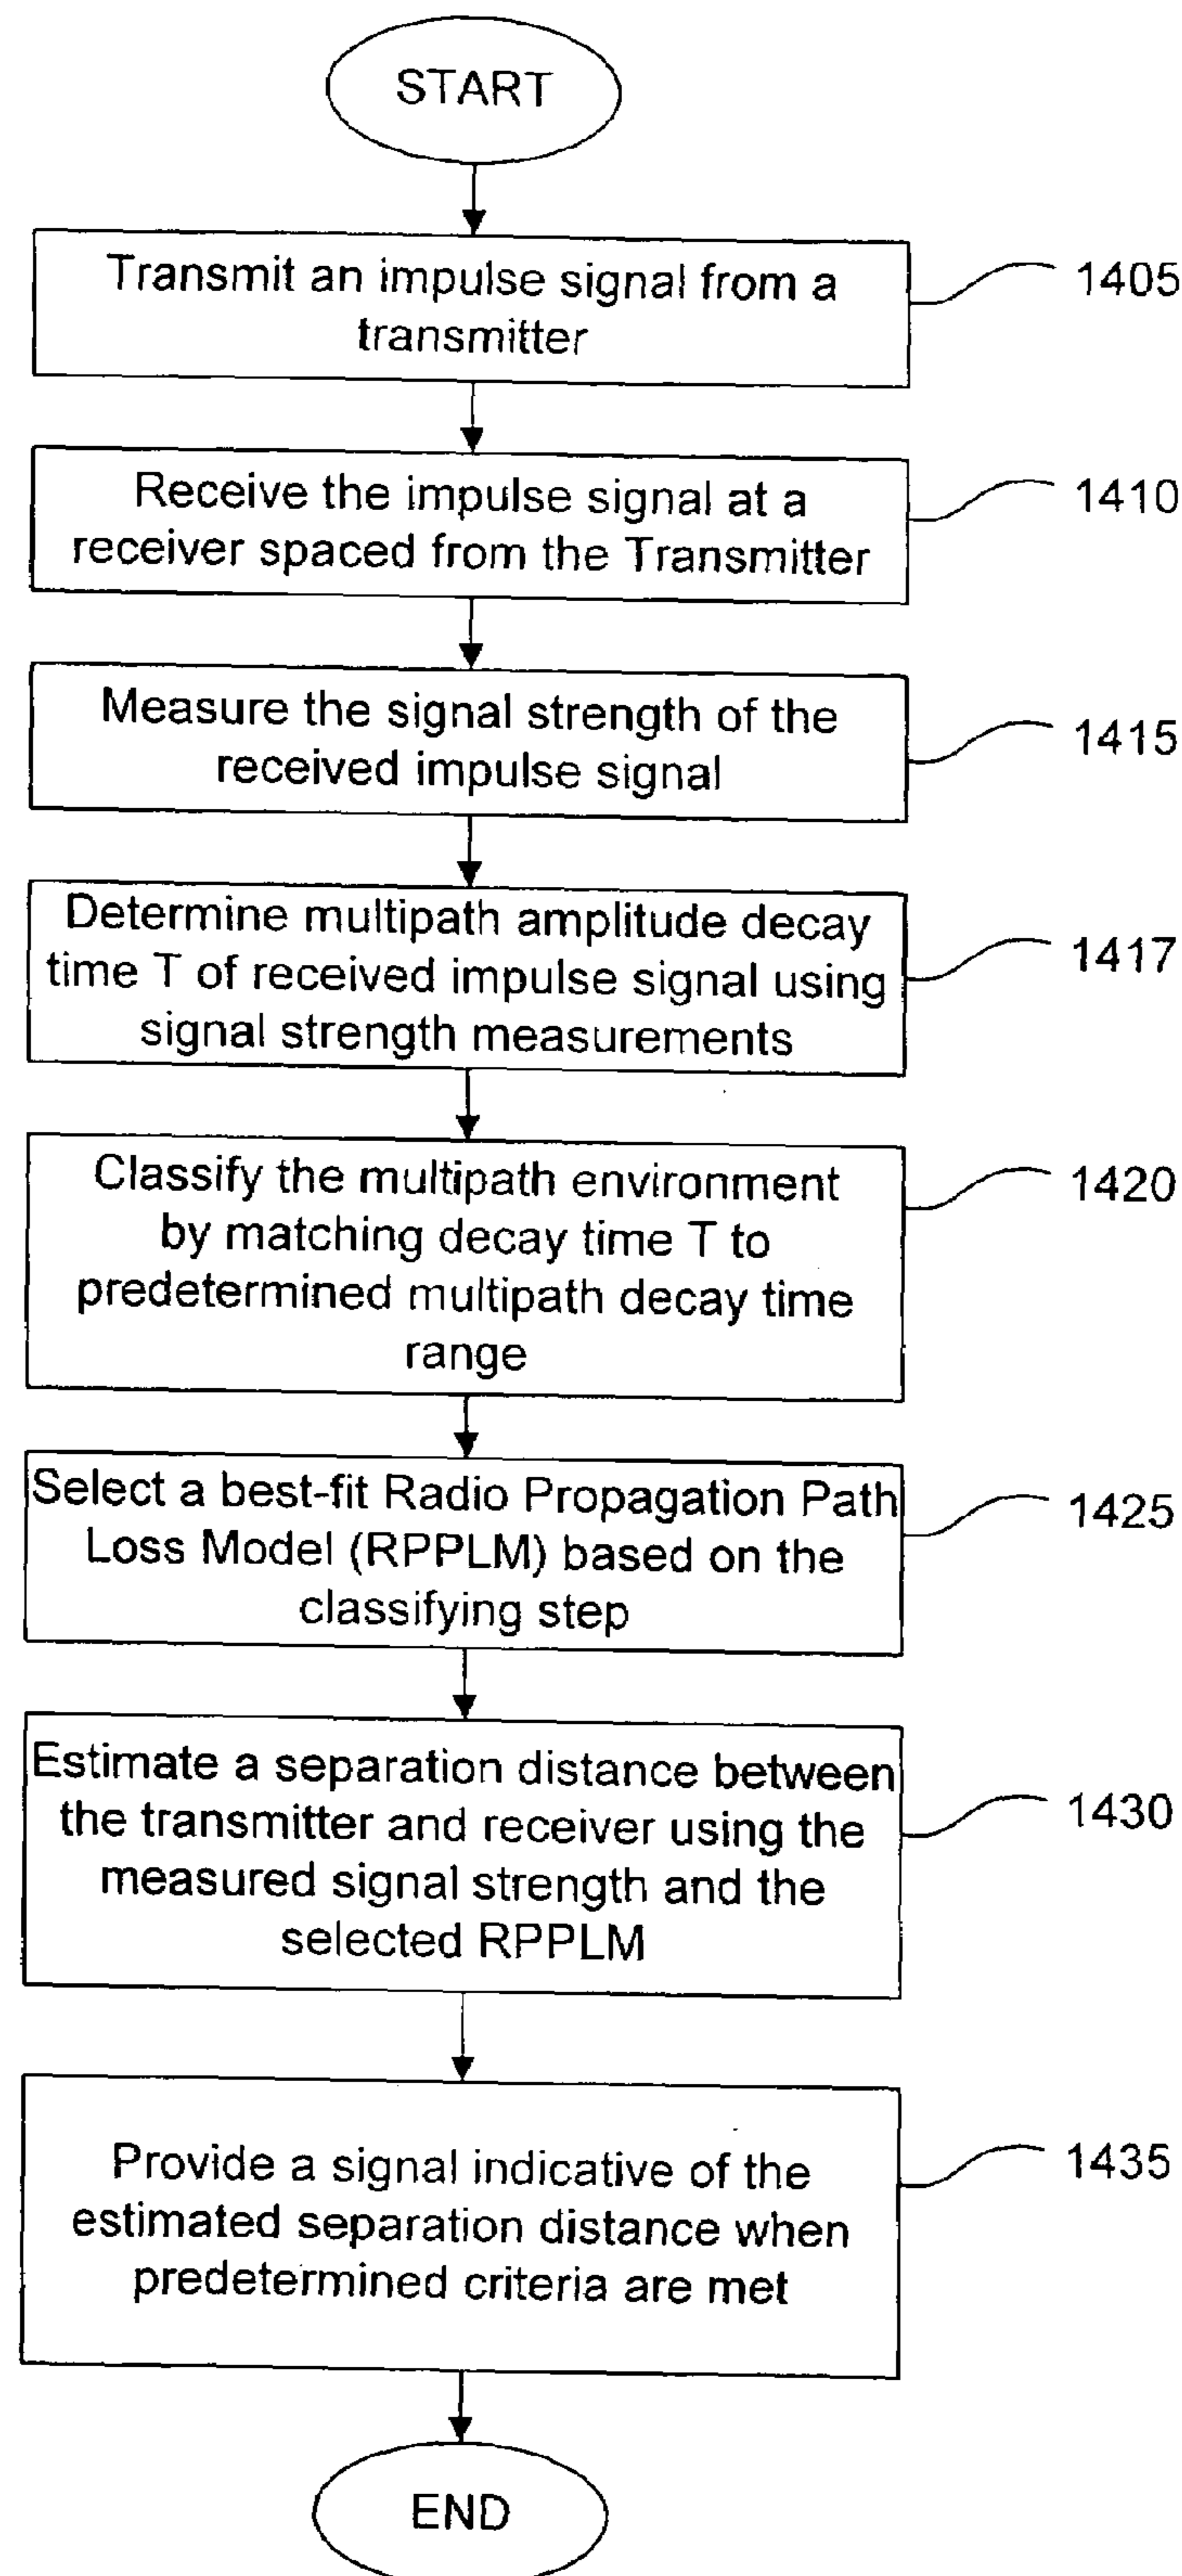 START
Transmit an impulse signal from a
transmitter
1405
Receive the impulse signal at a
receiver spaced from the Transmitter
1410
Measure the signal strength of the
received impulse signal
1415
Determine multipath amplitude decay
time T of received impulse signal using
signal strength measurements
1417
Classify the multipath environment
by matching decay time T to
predetermined multipath decay time
range
1420
Select a best-fit Radio Propagation Path
Loss Model (RPPLM) based on the
classifying step
1425
Estimate a separation distance between
the transmitter and receiver using the
measured signal strength and the
selected RPPLM
1430
Provide a signal indicative of the
estimated separation distance when
predetermined criteria are met
1435
END